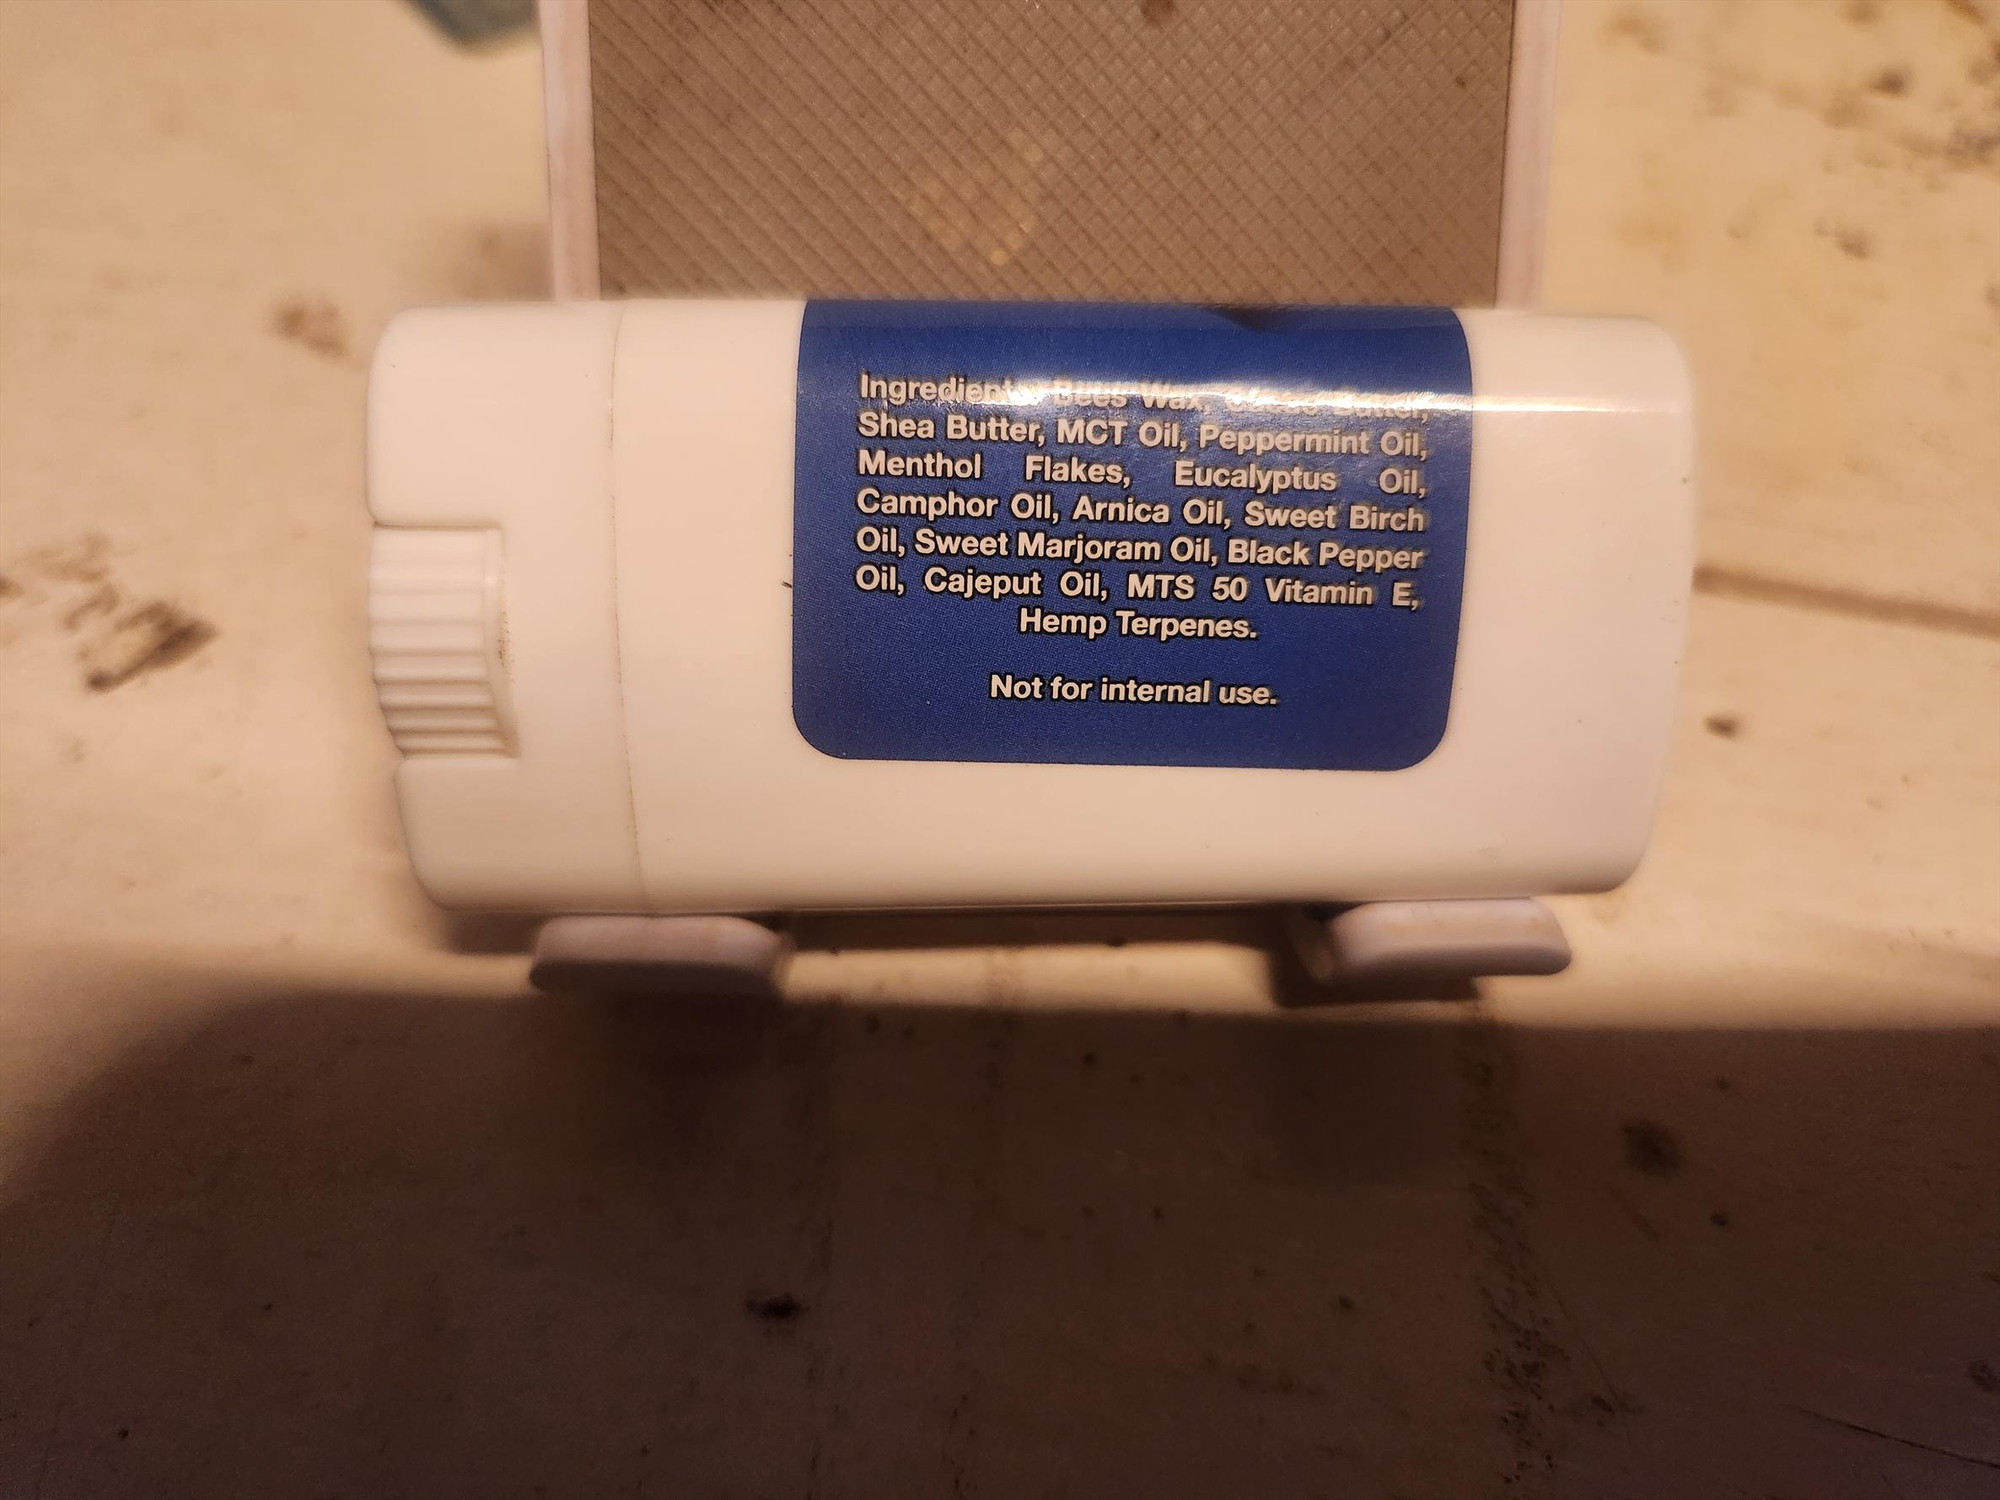 Ingredients: Bees Wax, Cocoa Butter,
Shea Butter, MCT Oil, Peppermint Oil,
Menthol Flakes, Eucalyptus Oil,
Camphor Oil, Arnica Oil, Sweet Birch
Oil, Sweet Marjoram Oil, Black Pepper
Oil, Cajeput Oil, MTS 50 Vitamin E,
Hemp Terpenes.
Not for internal use.